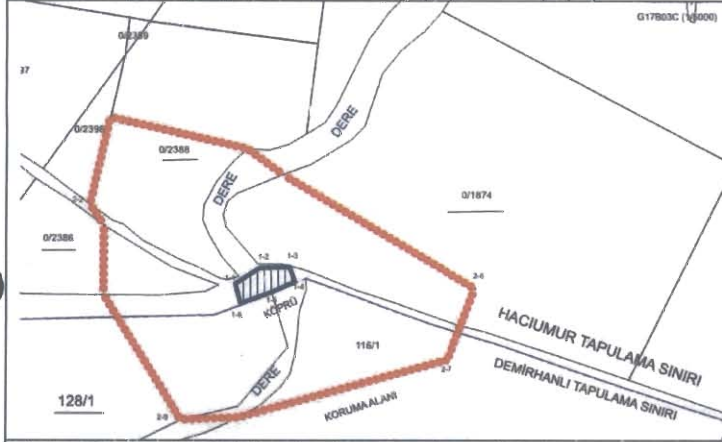 G17B03C (1/5000)
0/2389
37
0/2398
0/2388
DERE
DERE
0/1874
2-2
0/2386
1-2
1-3
1-1
1-4
1-5
1-6
KÖPRÜ
2-6
HACIUMUR TAPULAMA SINIRI
116/1
2-7
DEMİRHANLI TAPULAMA SINIRI
DERE
KORUMA ALANI
128/1
2-8